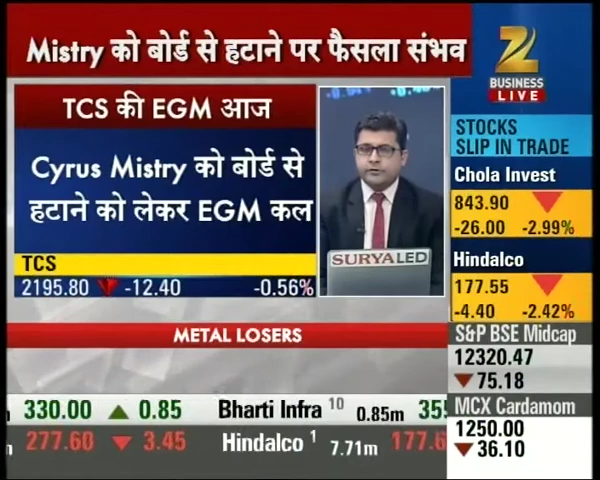 Mistry को बोर्ड से हटाने पर फैसला संभव
Z
BUSINESS
LIVE
TCS की EGM आज
Cyrus Mistry को बोर्ड से
हटाने को लेकर EGM कल
TCS
2195.80 -12.40 -0.56%
SURYA LED
STOCKS
SLIP IN TRADE
Chola Invest
843.90
-26.00 -2.99%
Hindalco
177.55
-4.40 -2.42%
METAL LOSERS
S&P BSE Midcap
12320.47
75.18
MCX Cardamom
1250.00
36.10
330.00 0.85 Bharti Infra 10 0.85m 355
277.60 3.45 Hindalco 1 7.71m 177.6